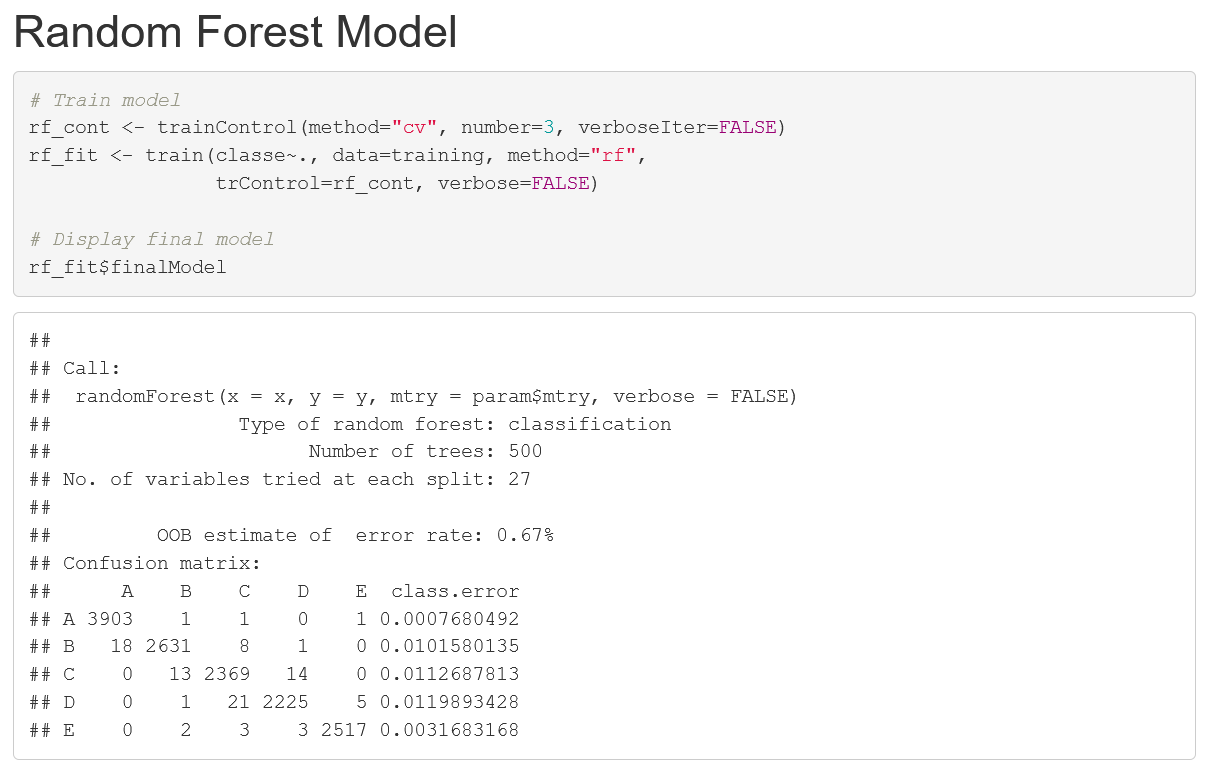 Random Forest Model
# Train model
rf_cont <- trainControl(method="cv", number=3, verboseIter=FALSE)
rf_fit <- train(classe~., data=training, method="rf",
                trControl=rf_cont, verbose=FALSE)
# Display final model
rf_fit$finalModel
##
## Call:
##  randomForest(x = x, y = y, mtry = param$mtry, verbose = FALSE)
##                Type of random forest: classification
##                      Number of trees: 500
## No. of variables tried at each split: 27
##
##         OOB estimate of  error rate: 0.67%
## Confusion matrix:
##      A    B    C    D    E  class.error
## A 3903    1    1    0    1 0.0007680492
## B   18 2631    8    1    0 0.0101580135
## C    0   13 2369   14    0 0.0112687813
## D    0    1   21 2225    5 0.0119893428
## E    0    2    3    3 2517 0.0031683168